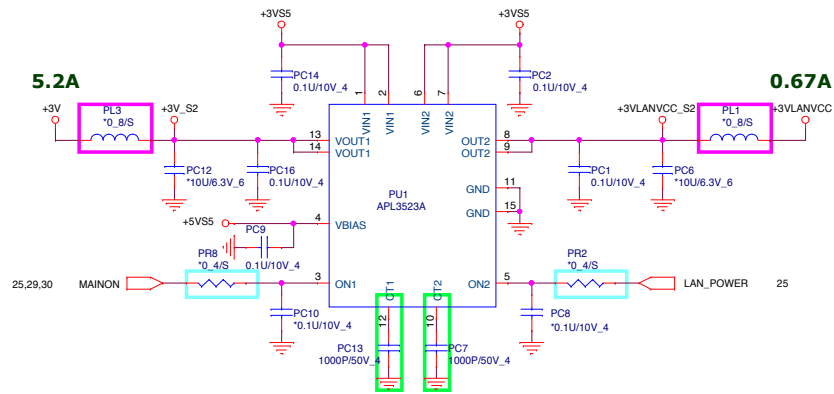 +3VS5
+3VS5
PC14
0.1U/10V_4
PC2
0.1U/10V_4
5.2A
0.67A
+3V
PL3
*0_8/S
+3V_S2
1
2
6
7
VIN1
VIN1
VIN2
VIN2
+3VLANVCC_S2
PL1
*0_8/S
+3VLANVCC
13
VOUT1
14
VOUT1
8
OUT2
9
OUT2
PC12
*10U/6.3V_6
PC16
0.1U/10V_4
PC1
0.1U/10V_4
PC6
*10U/6.3V_6
PU1
APL3523A
11
GND
15
GND
+5VS5
4
VBIAS
PC9
0.1U/10V_4
25,29,30
MAINON
PR8
*0_4/S
3
ON1
5
ON2
PR2
*0_4/S
LAN_POWER
25
CT1
CT2
12
10
PC10
*0.1U/10V_4
PC8
*0.1U/10V_4
PC13
1000P/50V_4
PC7
1000P/50V_4